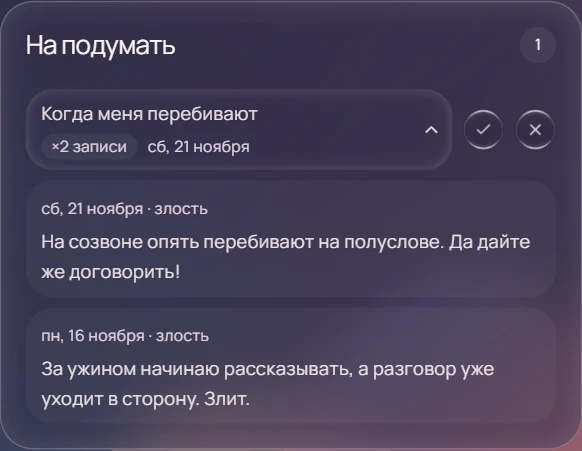 На подумать
1
Когда меня перебивают
×2 записи сб, 21 ноября
сб, 21 ноября · злость
На созвоне опять перебивают на полуслове. Да дайте
же договорить!
пн, 16 ноября · злость
За ужином начинаю рассказывать, а разговор уже
уходит в сторону. Злит.